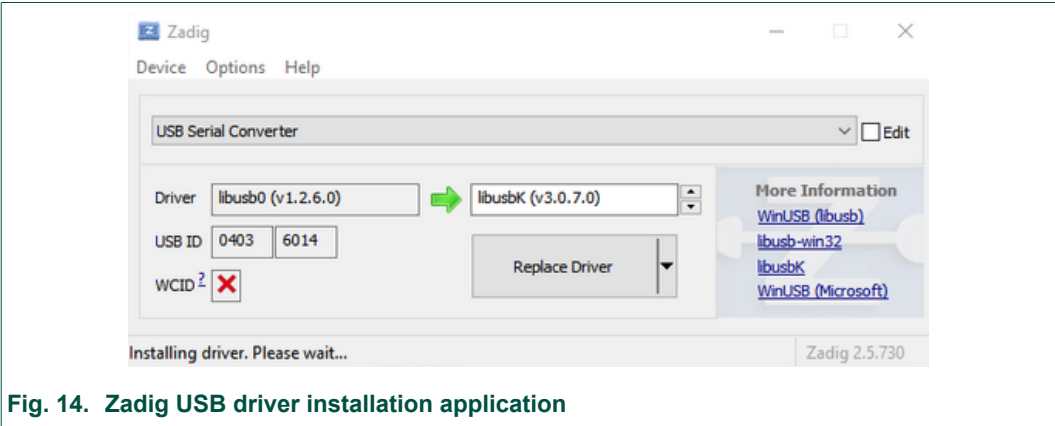 Zadig
Device Options Help
USB Serial Converter
Edit
Driver libusb0 (v1.2.6.0) libusbK (v3.0.7.0)
USB ID 0403 6014
WCID ?
Replace Driver
More Information
WinUSB (libusb)
libusb-win32
libusbK
WinUSB (Microsoft)
Installing driver. Please wait... Zadig 2.5.730
Fig. 14. Zadig USB driver installation application